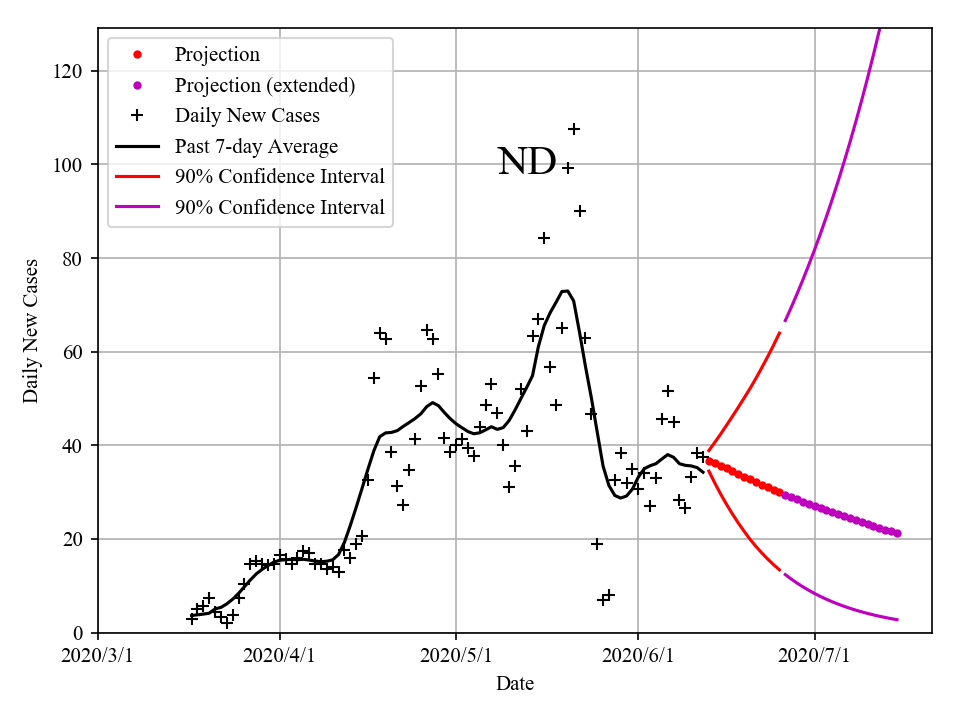 Projection
Projection (extended)
Daily New Cases
Past 7-day Average
90% Confidence Interval
90% Confidence Interval
ND
120
100
80
60
40
20
0
Daily New Cases
2020/3/1 2020/4/1 2020/5/1 2020/6/1 2020/7/1
Date